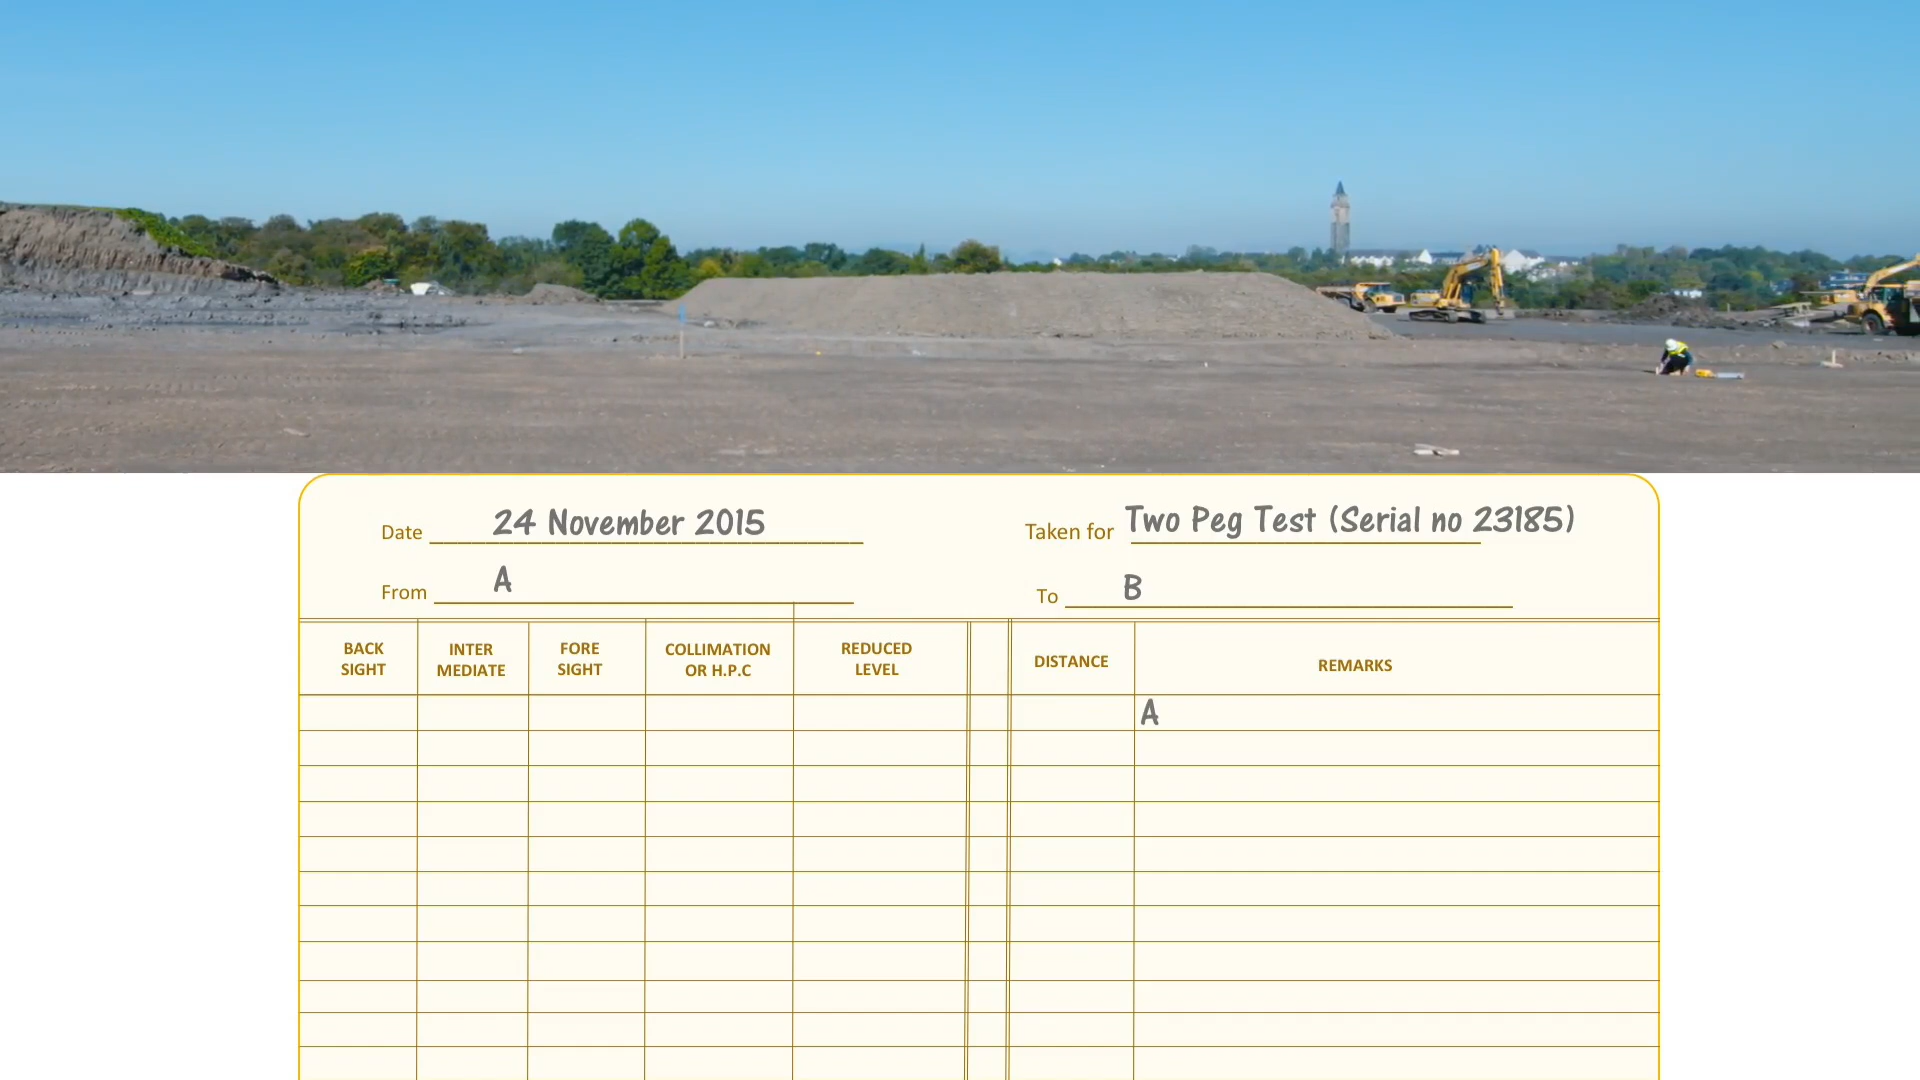 Date 24 November 2015 Taken for Two Peg Test (Serial no 23185)
From A To B
BACK SIGHT INTER MEDIATE FORE SIGHT COLLIMATION OR H.P.C REDUCED LEVEL DISTANCE REMARKS
A